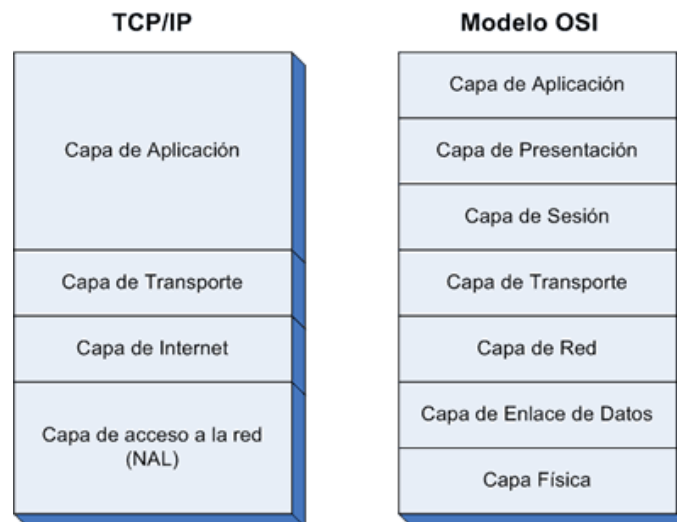 TCP/IP
Capa de Aplicación
Capa de Transporte
Capa de Internet
Capa de acceso a la red
(NAL)
Modelo OSI
Capa de Aplicación
Capa de Presentación
Capa de Sesión
Capa de Transporte
Capa de Red
Capa de Enlace de Datos
Capa Física